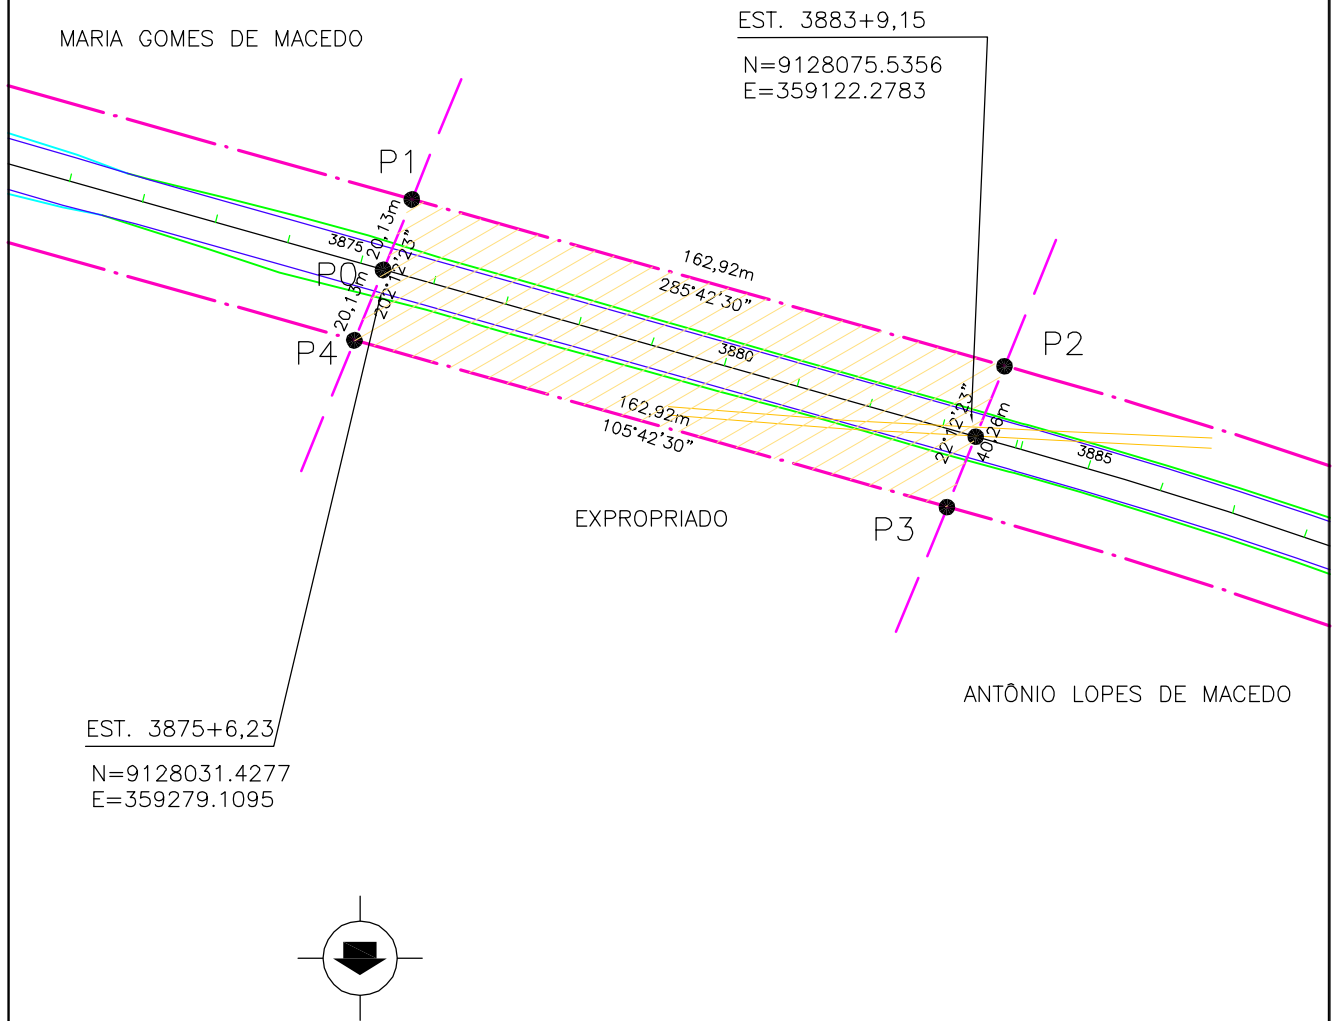 EST. 3883+9,15
MARIA GOMES DE MACEDO
N=9128075.5356
E=359122.2783
P1
20,13m
202°12'23"
3875
P0
20,13m
P4
162,92m
285°42'30"
3880
P2
162,92m
105°42'30"
22°12'23"
40,26m
3885
P3
EXPROPRIADO
ANTÔNIO LOPES DE MACEDO
EST. 3875+6,23
N=9128031.4277
E=359279.1095